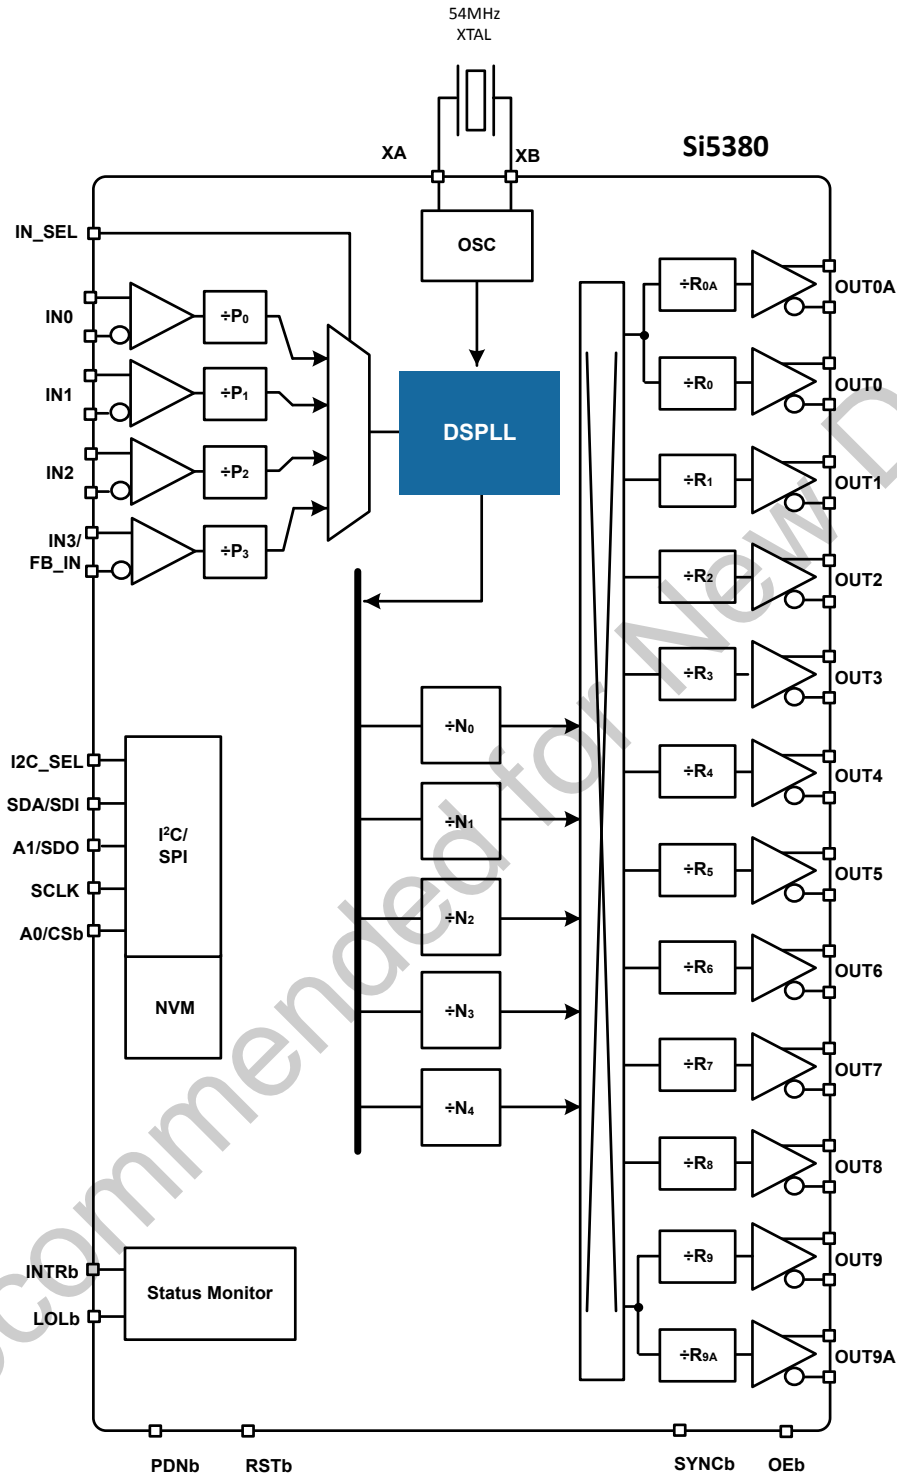 54MHz
XTAL
XA
XB
Si5380
IN_SEL
OSC
IN0
÷P0
IN1
÷P1
IN2
÷P2
IN3/
FB_IN
÷P3
DSPLL
÷N0
÷N1
÷N2
÷N3
÷N4
÷R0A
OUT0A
÷R0
OUT0
÷R1
OUT1
÷R2
OUT2
÷R3
OUT3
÷R4
OUT4
÷R5
OUT5
÷R6
OUT6
÷R7
OUT7
÷R8
OUT8
÷R9
OUT9
÷R9A
OUT9A
I2C_SEL
SDA/SDI
A1/SDO
SCLK
A0/CSb
I²C/
SPI
NVM
INTRb
LOLb
Status Monitor
PDNb
RSTb
SYNCb
OEb
commended for New D